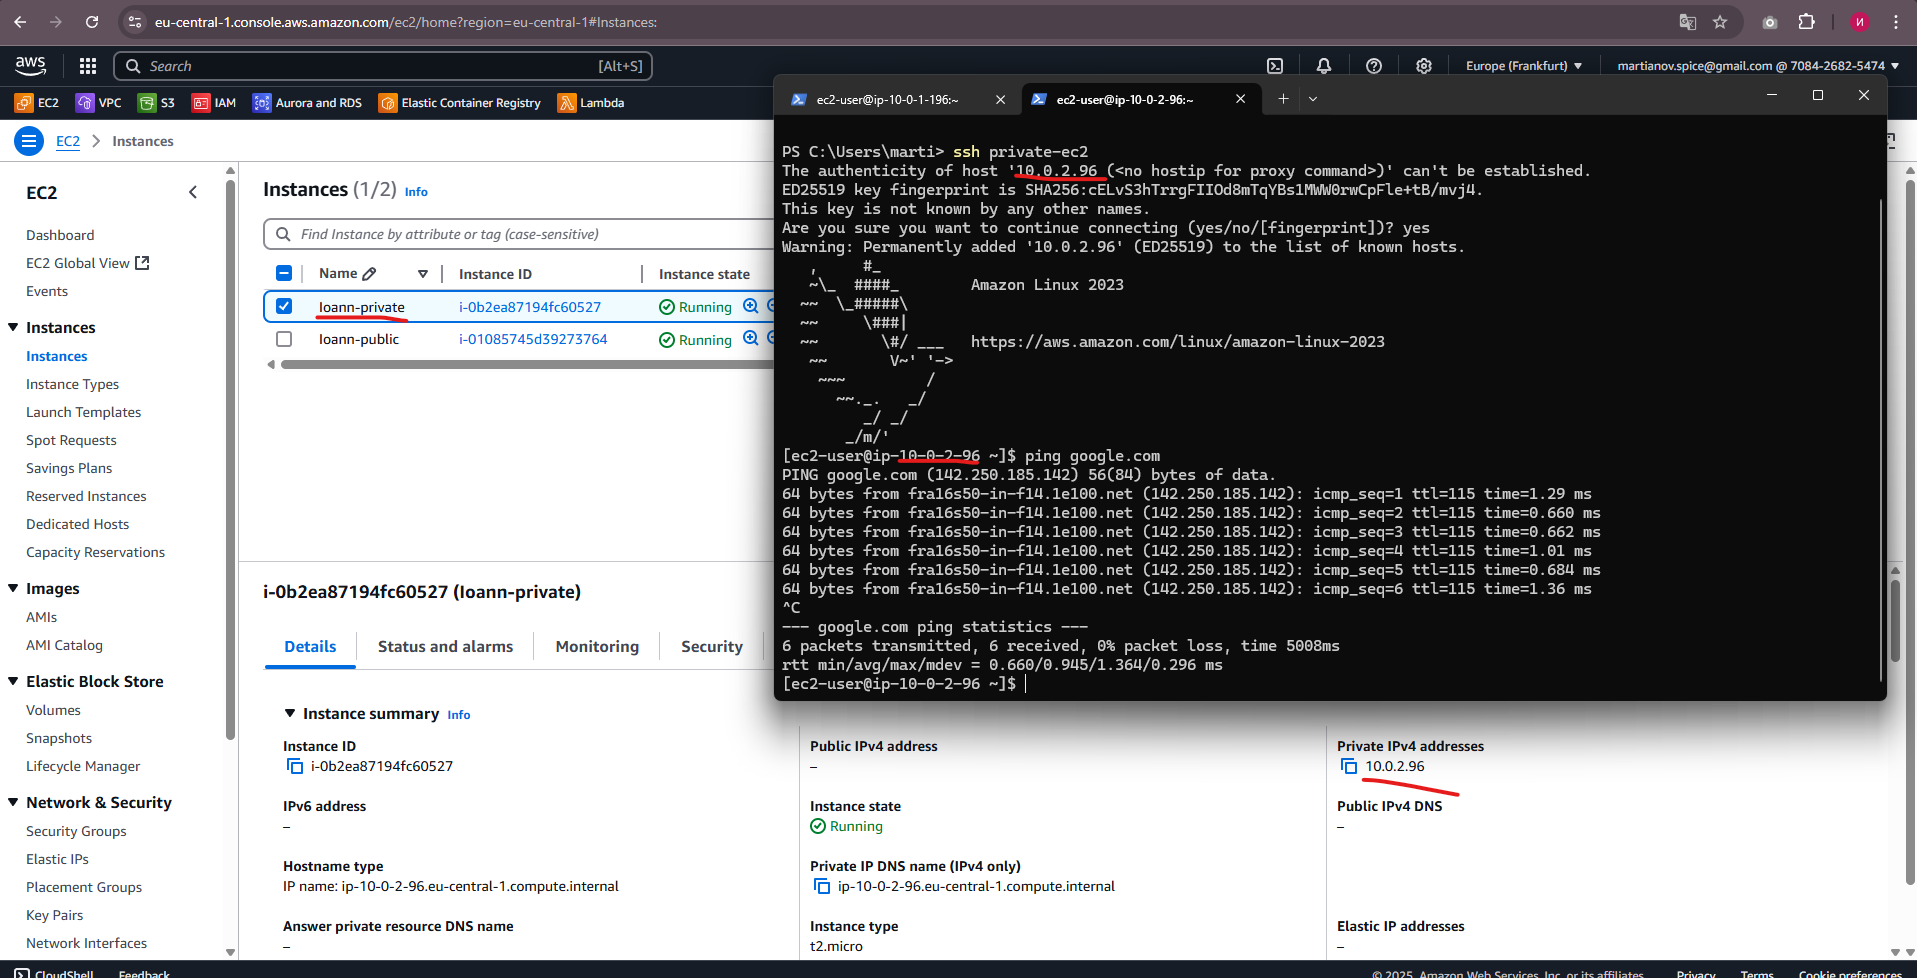 eu-central-1.console.aws.amazon.com/ec2/home?region=eu-central-1#Instances:
И
aws
Search
[Alt+S]
Europe (Frankfurt)
martianov.spice@gmail.com @ 7084-2682-5474
EC2
VPC
S3
IAM
Aurora and RDS
Elastic Container Registry
Lambda
EC2
Instances
EC2
Dashboard
EC2 Global View
Events
Instances
Instances
Instance Types
Launch Templates
Spot Requests
Savings Plans
Reserved Instances
Dedicated Hosts
Capacity Reservations
Images
AMIs
AMI Catalog
Elastic Block Store
Volumes
Snapshots
Lifecycle Manager
Network & Security
Security Groups
Elastic IPs
Placement Groups
Key Pairs
Network Interfaces
Instances (1/2) Info
Find Instance by attribute or tag (case-sensitive)
Name
Instance ID
Instance state
Ioann-private
i-0b2ea87194fc60527
Running
Ioann-public
i-01085745d39273764
Running
ec2-user@ip-10-0-1-196:~
ec2-user@ip-10-0-2-96:~
PS C:\Users\marti> ssh private-ec2
The authenticity of host '10.0.2.96 (<no hostip for proxy command>)' can't be established.
ED25519 key fingerprint is SHA256:cELvS3hTrrgFIIOd8mTqYBs1MWW0rwCpFle+tB/mvj4.
This key is not known by any other names.
Are you sure you want to continue connecting (yes/no/[fingerprint])? yes
Warning: Permanently added '10.0.2.96' (ED25519) to the list of known hosts.
   ,     #_
   ~\_  ####_        Amazon Linux 2023
  ~~  \_#####\
  ~~     \###|
  ~~       \#/ ___   https://aws.amazon.com/linux/amazon-linux-2023
   ~~       V~' '->
    ~~~         /
      ~~._.   _/
         _/ _/
       _/m/'
[ec2-user@ip-10-0-2-96 ~]$ ping google.com
PING google.com (142.250.185.142) 56(84) bytes of data.
64 bytes from fra16s50-in-f14.1e100.net (142.250.185.142): icmp_seq=1 ttl=115 time=1.29 ms
64 bytes from fra16s50-in-f14.1e100.net (142.250.185.142): icmp_seq=2 ttl=115 time=0.660 ms
64 bytes from fra16s50-in-f14.1e100.net (142.250.185.142): icmp_seq=3 ttl=115 time=0.662 ms
64 bytes from fra16s50-in-f14.1e100.net (142.250.185.142): icmp_seq=4 ttl=115 time=1.01 ms
64 bytes from fra16s50-in-f14.1e100.net (142.250.185.142): icmp_seq=5 ttl=115 time=0.684 ms
64 bytes from fra16s50-in-f14.1e100.net (142.250.185.142): icmp_seq=6 ttl=115 time=1.36 ms
^C
--- google.com ping statistics ---
6 packets transmitted, 6 received, 0% packet loss, time 5008ms
rtt min/avg/max/mdev = 0.660/0.945/1.364/0.296 ms
[ec2-user@ip-10-0-2-96 ~]$
i-0b2ea87194fc60527 (Ioann-private)
Details
Status and alarms
Monitoring
Security
Instance summary Info
Instance ID
i-0b2ea87194fc60527
Public IPv4 address
–
Private IPv4 addresses
10.0.2.96
IPv6 address
–
Instance state
Running
Public IPv4 DNS
–
Hostname type
IP name: ip-10-0-2-96.eu-central-1.compute.internal
Private IP DNS name (IPv4 only)
ip-10-0-2-96.eu-central-1.compute.internal
Answer private resource DNS name
–
Instance type
t2.micro
Elastic IP addresses
–
CloudShell
Feedback
© 2025, Amazon Web Services, Inc. or its affiliates.
Privacy
Terms
Cookie preferences